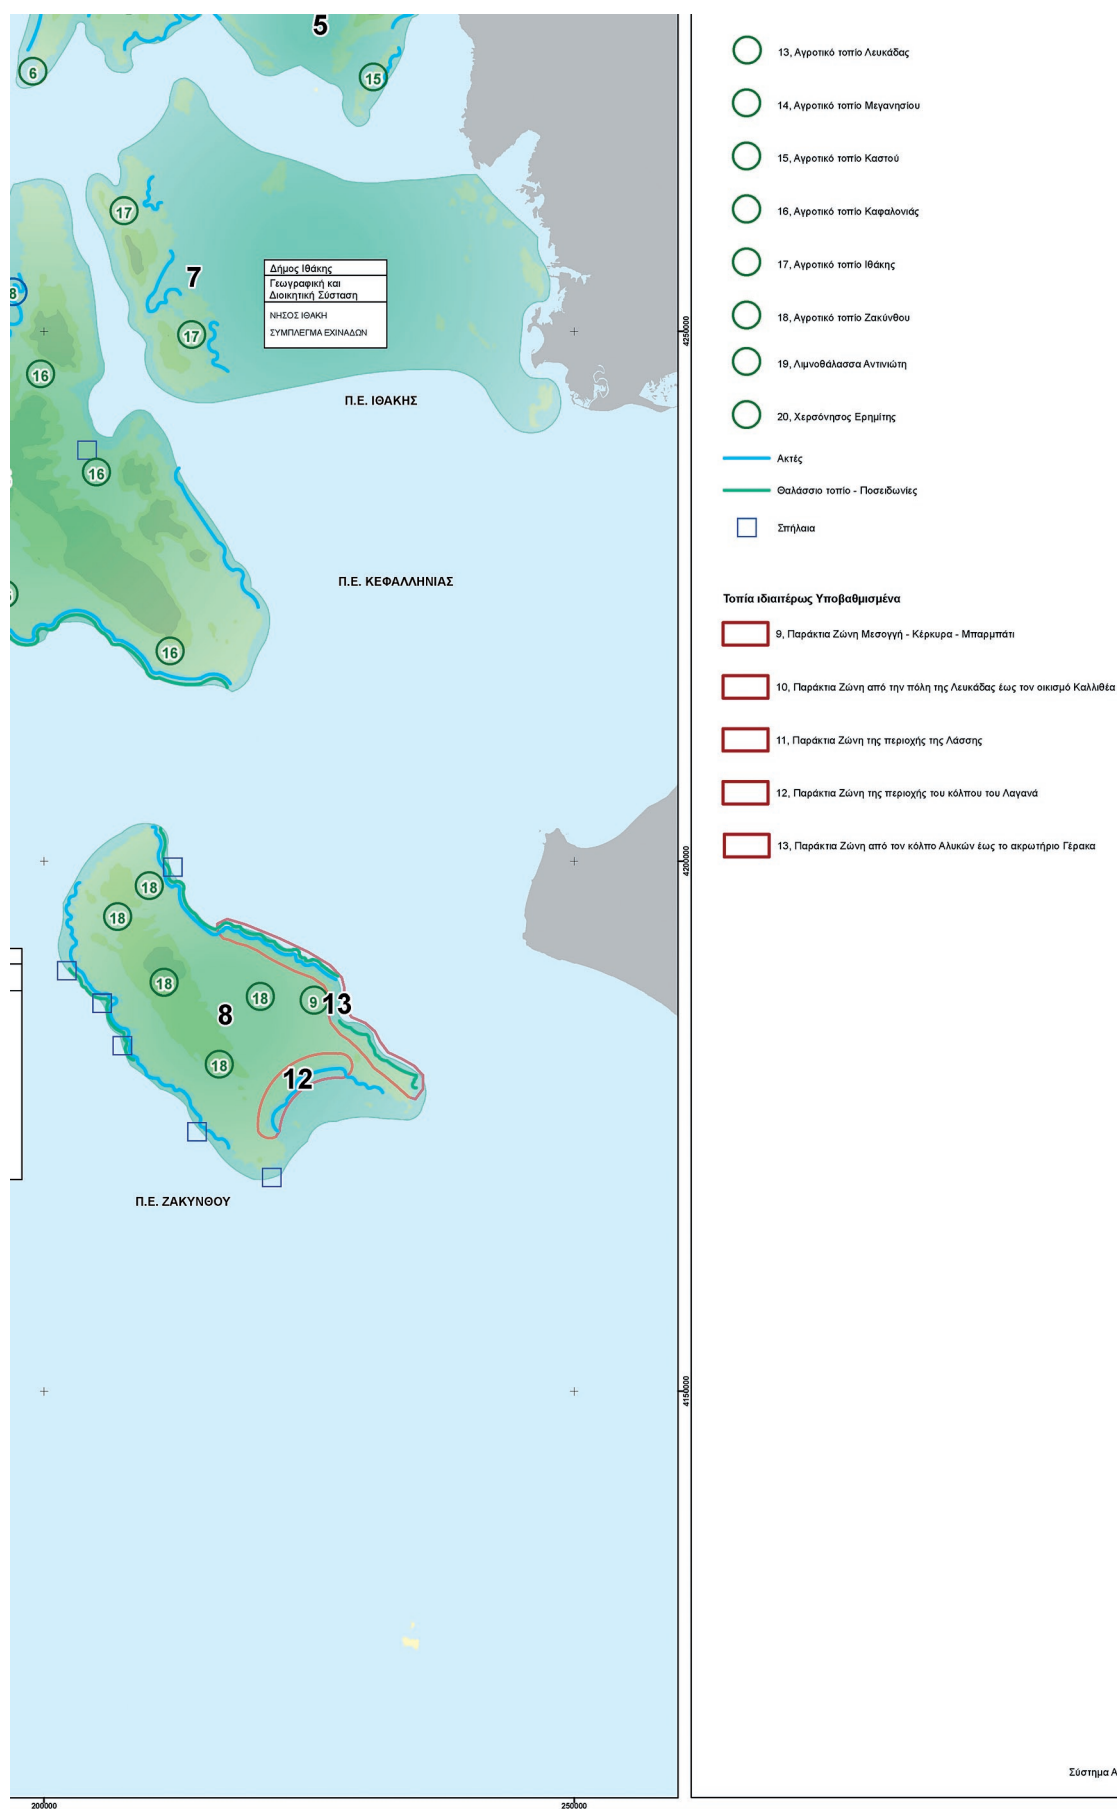 5
6
15
17
7
Δήμος Ιθάκης
Γεωγραφική και
Διοικητική Σύσταση
ΝΗΣΟΣ ΙΘΑΚΗ
ΣΥΜΠΛΕΓΜΑ ΕΧΙΝΑΔΩΝ
8
17
16
Π.Ε. ΙΘΑΚΗΣ
4250000
16
Π.Ε. ΚΕΦΑΛΛΗΝΙΑΣ
16
4200000
18
18
18
18
9
13
8
18
12
Π.Ε. ΖΑΚΥΝΘΟΥ
4150000
200000
250000
13, Αγροτικό τοπίο Λευκάδας
14, Αγροτικό τοπίο Μεγανησίου
15, Αγροτικό τοπίο Καστού
16, Αγροτικό τοπίο Καφαλονιάς
17, Αγροτικό τοπίο Ιθάκης
18, Αγροτικό τοπίο Ζακύνθου
19, Λιμνοθάλασσα Αντινιώτη
20, Χερσόνησος Ερημίτης
Ακτές
Θαλάσσιο τοπίο - Ποσειδωνίες
Σπήλαια
Τοπία ιδιαιτέρως Υποβαθμισμένα
9, Παράκτια Ζώνη Μεσογγή - Κέρκυρα - Μπαρμπάτι
10, Παράκτια Ζώνη από την πόλη της Λευκάδας έως τον οικισμό Καλλιθέα
11, Παράκτια Ζώνη της περιοχής της Λάσσης
12, Παράκτια Ζώνη της περιοχής του κόλπου του Λαγανά
13, Παράκτια Ζώνη από τον κόλπο Αλυκών έως το ακρωτήριο Γέρακα
Σύστημα Α